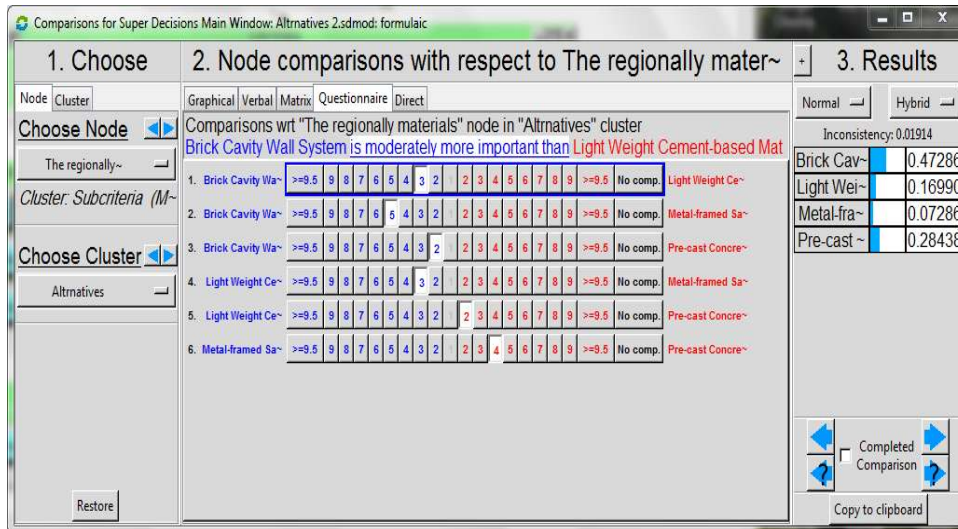 Comparisons for Super Decisions Main Window: Altrnatives 2.sdmod: formulaic
1. Choose
2. Node comparisons with respect to The regionally mater~
+
3. Results
Node Cluster
Graphical Verbal Matrix Questionnaire Direct
Normal Hybrid
Choose Node
Comparisons wrt "The regionally materials" node in "Altrnatives" cluster
Brick Cavity Wall System is moderately more important than Light Weight Cement-based Mat
Inconsistency: 0.01914
The regionally~
Cluster: Subcriteria (M~
Choose Cluster
Altrnatives
1. Brick Cavity Wa~ >=9.5 9 8 7 6 5 4 3 2 1 2 3 4 5 6 7 8 9 >=9.5 No comp. Light Weight Ce~
2. Brick Cavity Wa~ >=9.5 9 8 7 6 5 4 3 2 1 2 3 4 5 6 7 8 9 >=9.5 No comp. Metal-framed Sa~
3. Brick Cavity Wa~ >=9.5 9 8 7 6 5 4 3 2 1 2 3 4 5 6 7 8 9 >=9.5 No comp. Pre-cast Concre~
4. Light Weight Ce~ >=9.5 9 8 7 6 5 4 3 2 1 2 3 4 5 6 7 8 9 >=9.5 No comp. Metal-framed Sa~
5. Light Weight Ce~ >=9.5 9 8 7 6 5 4 3 2 1 2 3 4 5 6 7 8 9 >=9.5 No comp. Pre-cast Concre~
6. Metal-framed Sa~ >=9.5 9 8 7 6 5 4 3 2 1 2 3 4 5 6 7 8 9 >=9.5 No comp. Pre-cast Concre~
Brick Cav~ 0.47286
Light Wei~ 0.16990
Metal-fra~ 0.07286
Pre-cast ~ 0.28438
Completed
Comparison
? ?
Restore
Copy to clipboard